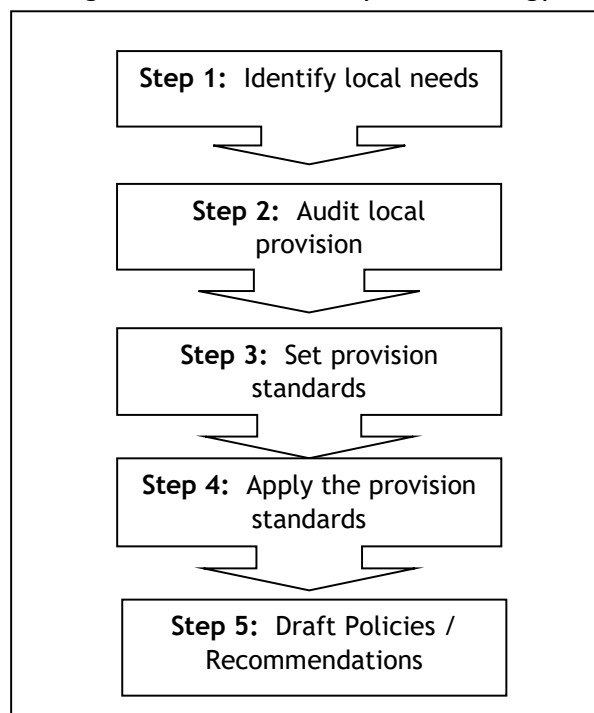 Step 1: Identify local needs
Step 2: Audit local
provision
Step 3: Set provision
standards
Step 4: Apply the provision
standards
Step 5: Draft Policies /
Recommendations